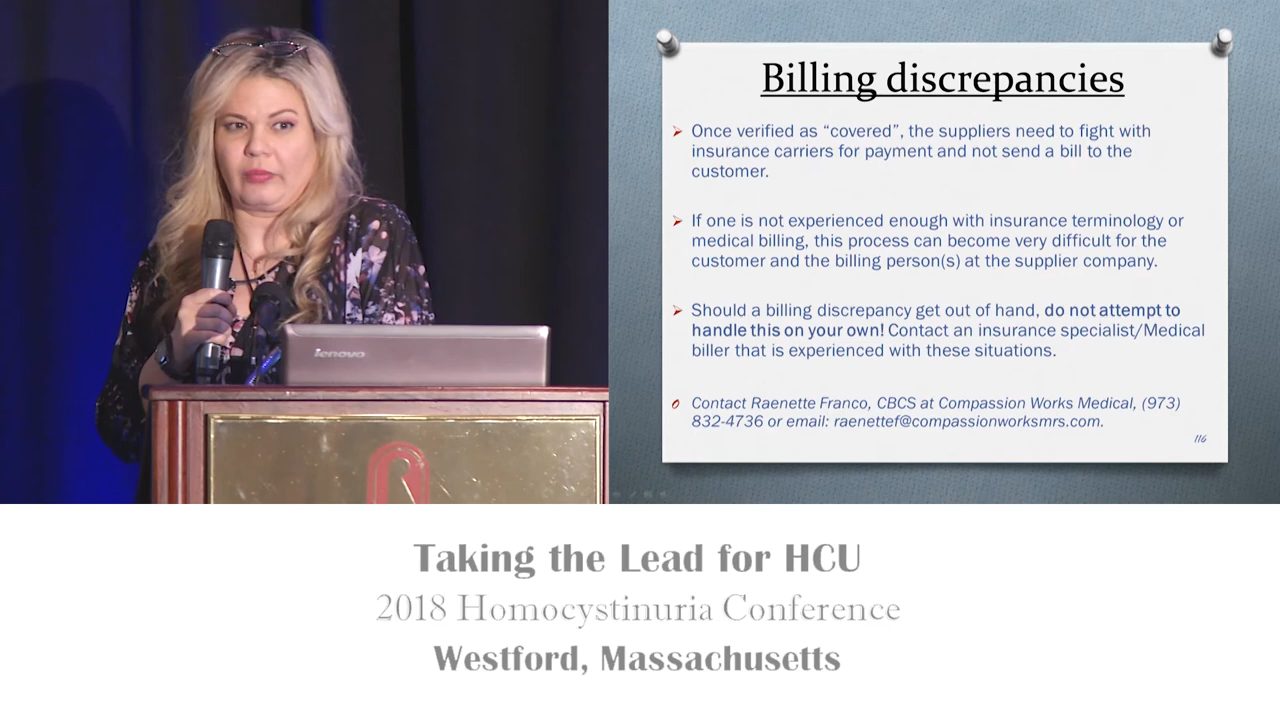 Billing discrepancies
Once verified as “covered”, the suppliers need to fight with
insurance carriers for payment and not send a bill to the
customer.
If one is not experienced enough with insurance terminology or
medical billing, this process can become very difficult for the
customer and the billing person(s) at the supplier company.
Should a billing discrepancy get out of hand, do not attempt to
handle this on your own! Contact an insurance specialist/Medical
biller that is experienced with these situations.
Contact Raenette Franco, CBCS at Compassion Works Medical, (973)
832-4736 or email: raenettef@compassionworksmrs.com.
116
lenovo
Taking the Lead for HCU
2018 Homocystinuria Conference
Westford, Massachusetts